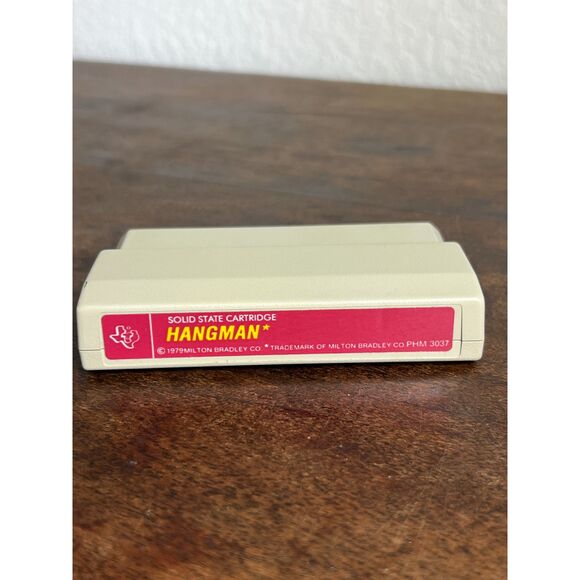 SOLID STATE CARTRIDGE
HANGMAN*
© 1979 MILTON BRADLEY CO. * TRADEMARK OF MILTON BRADLEY CO PHM 3037